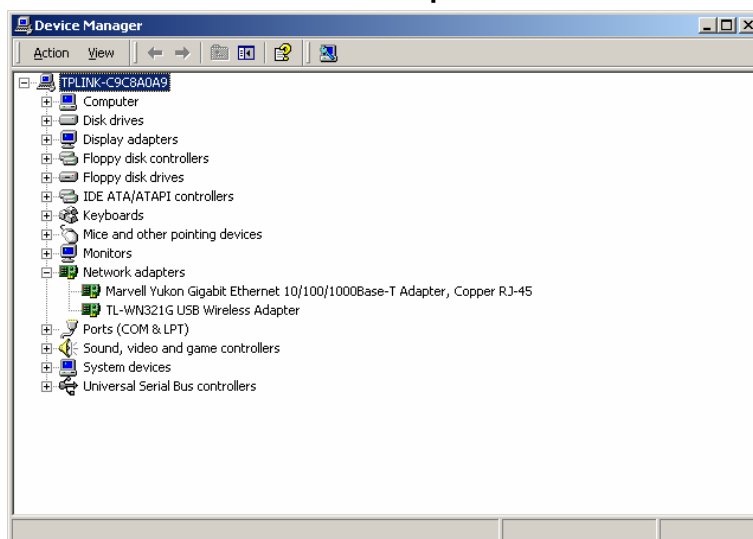 Device Manager
Action View
TPLINK-C9C8A0A9
Computer
Disk drives
Display adapters
Floppy disk controllers
Floppy disk drives
IDE ATA/ATAPI controllers
Keyboards
Mice and other pointing devices
Monitors
Network adapters
Marvell Yukon Gigabit Ethernet 10/100/1000Base-T Adapter, Copper RJ-45
TL-WN321G USB Wireless Adapter
Ports (COM & LPT)
Sound, video and game controllers
System devices
Universal Serial Bus controllers